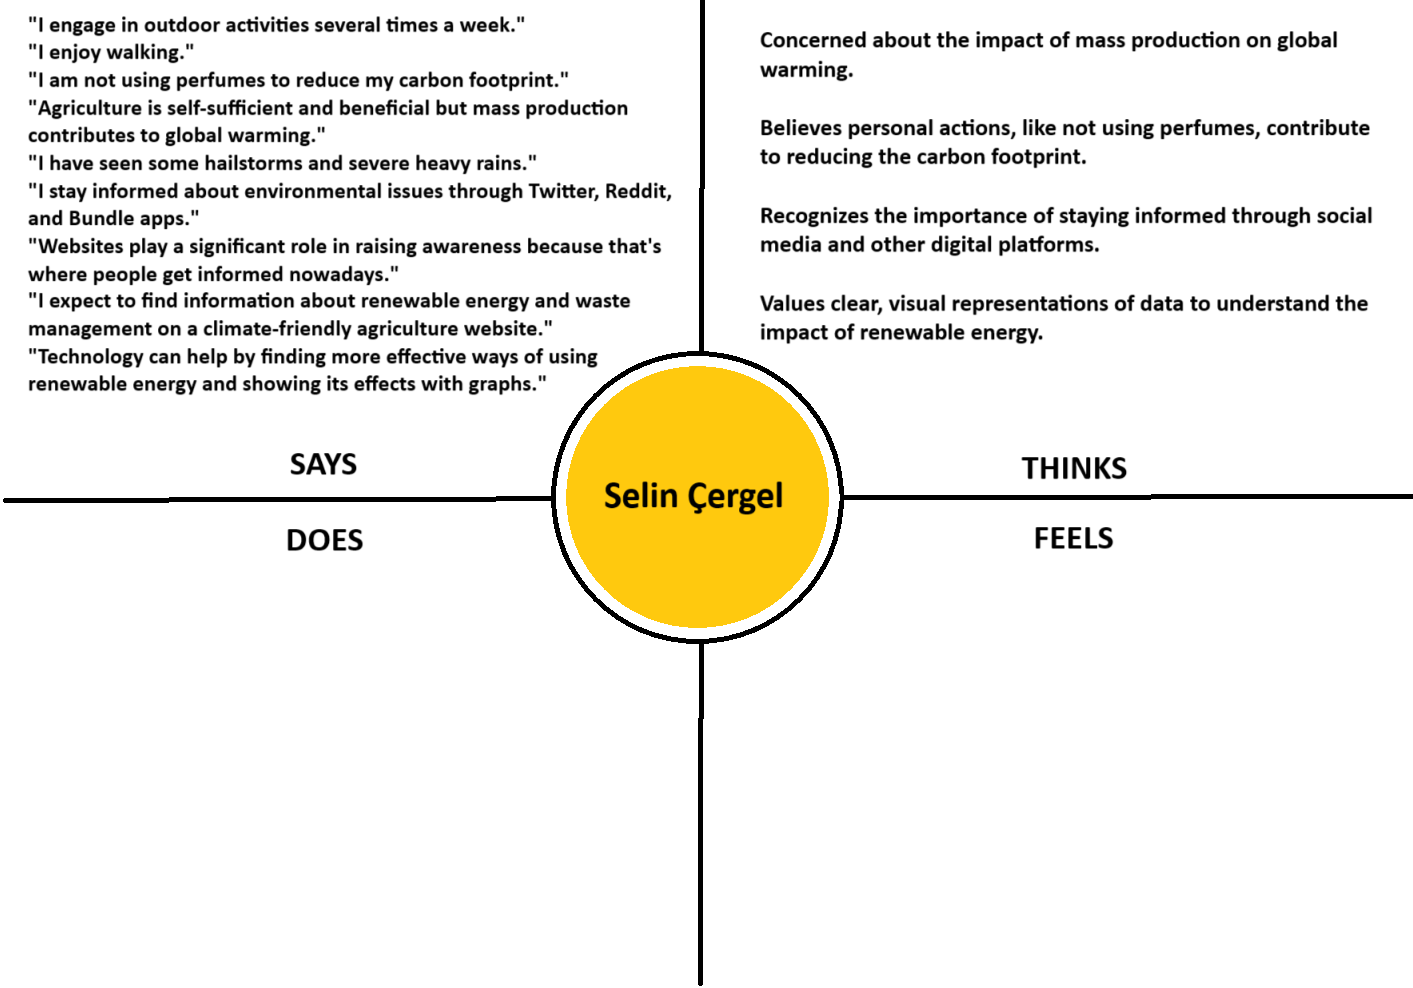 "I engage in outdoor activities several times a week."
"I enjoy walking."
"I am not using perfumes to reduce my carbon footprint."
"Agriculture is self-sufficient and beneficial but mass production
contributes to global warming."
"I have seen some hailstorms and severe heavy rains."
"I stay informed about environmental issues through Twitter, Reddit,
and Bundle apps."
"Websites play a significant role in raising awareness because that's
where people get informed nowadays."
"I expect to find information about renewable energy and waste
management on a climate-friendly agriculture website."
"Technology can help by finding more effective ways of using
renewable energy and showing its effects with graphs."
SAYS
Concerned about the impact of mass production on global
warming.
Believes personal actions, like not using perfumes, contribute
to reducing the carbon footprint.
Recognizes the importance of staying informed through social
media and other digital platforms.
Values clear, visual representations of data to understand the
impact of renewable energy.
THINKS
Selin Çergel
DOES
FEELS